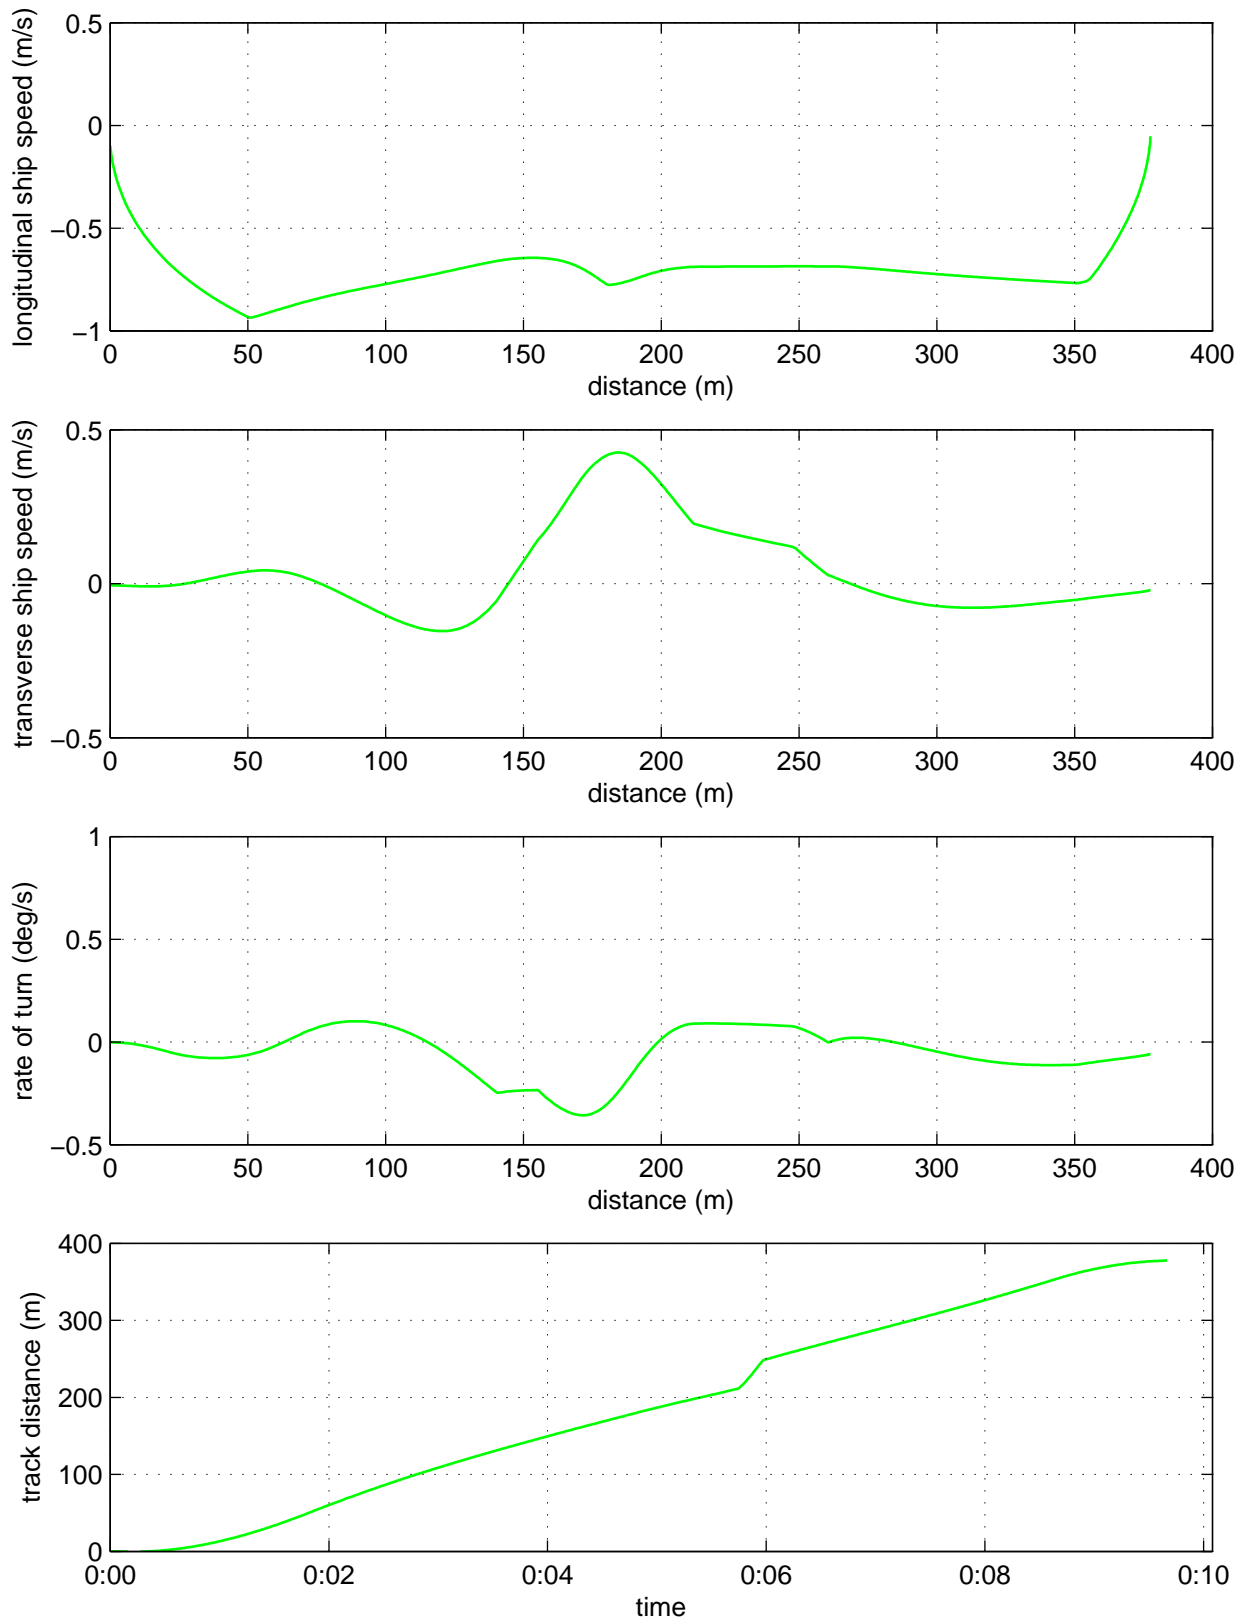 longitudinal ship speed (m/s)
0.5
0
−0.5
−1
0 50 100 150 200 250 300 350 400
distance (m)
transverse ship speed (m/s)
0.5
0
−0.5
0 50 100 150 200 250 300 350 400
distance (m)
rate of turn (deg/s)
1
0.5
0
−0.5
0 50 100 150 200 250 300 350 400
distance (m)
track distance (m)
400
300
200
100
0
0:00 0:02 0:04 0:06 0:08 0:10
time